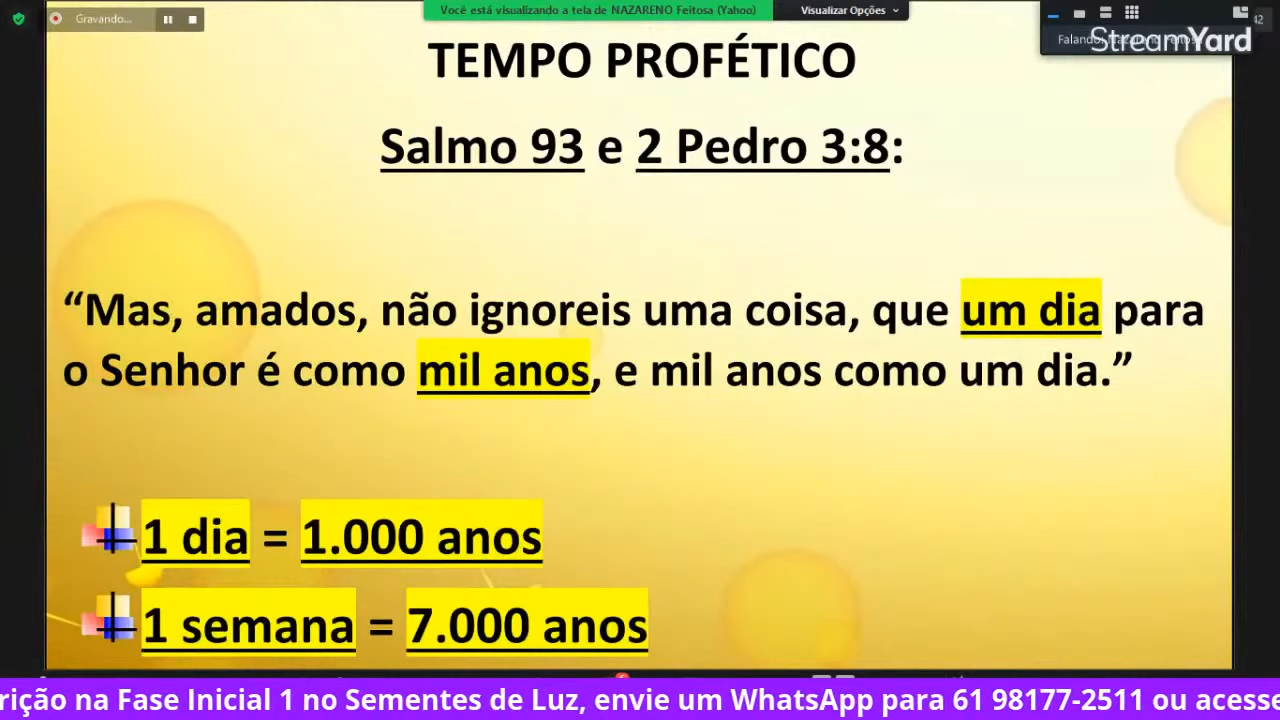 Gravando...
Você está visualizando a tela de NAZARENO Feitosa (Yahoo)
Visualizar Opções
42
StreamYard
TEMPO PROFÉTICO
Salmo 93 e 2 Pedro 3:8:
“Mas, amados, não ignoreis uma coisa, que um dia para
o Senhor é como mil anos, e mil anos como um dia.”
1 dia = 1.000 anos
1 semana = 7.000 anos
rição na Fase Inicial 1 no Sementes de Luz, envie um WhatsApp para 61 98177-2511 ou acesse